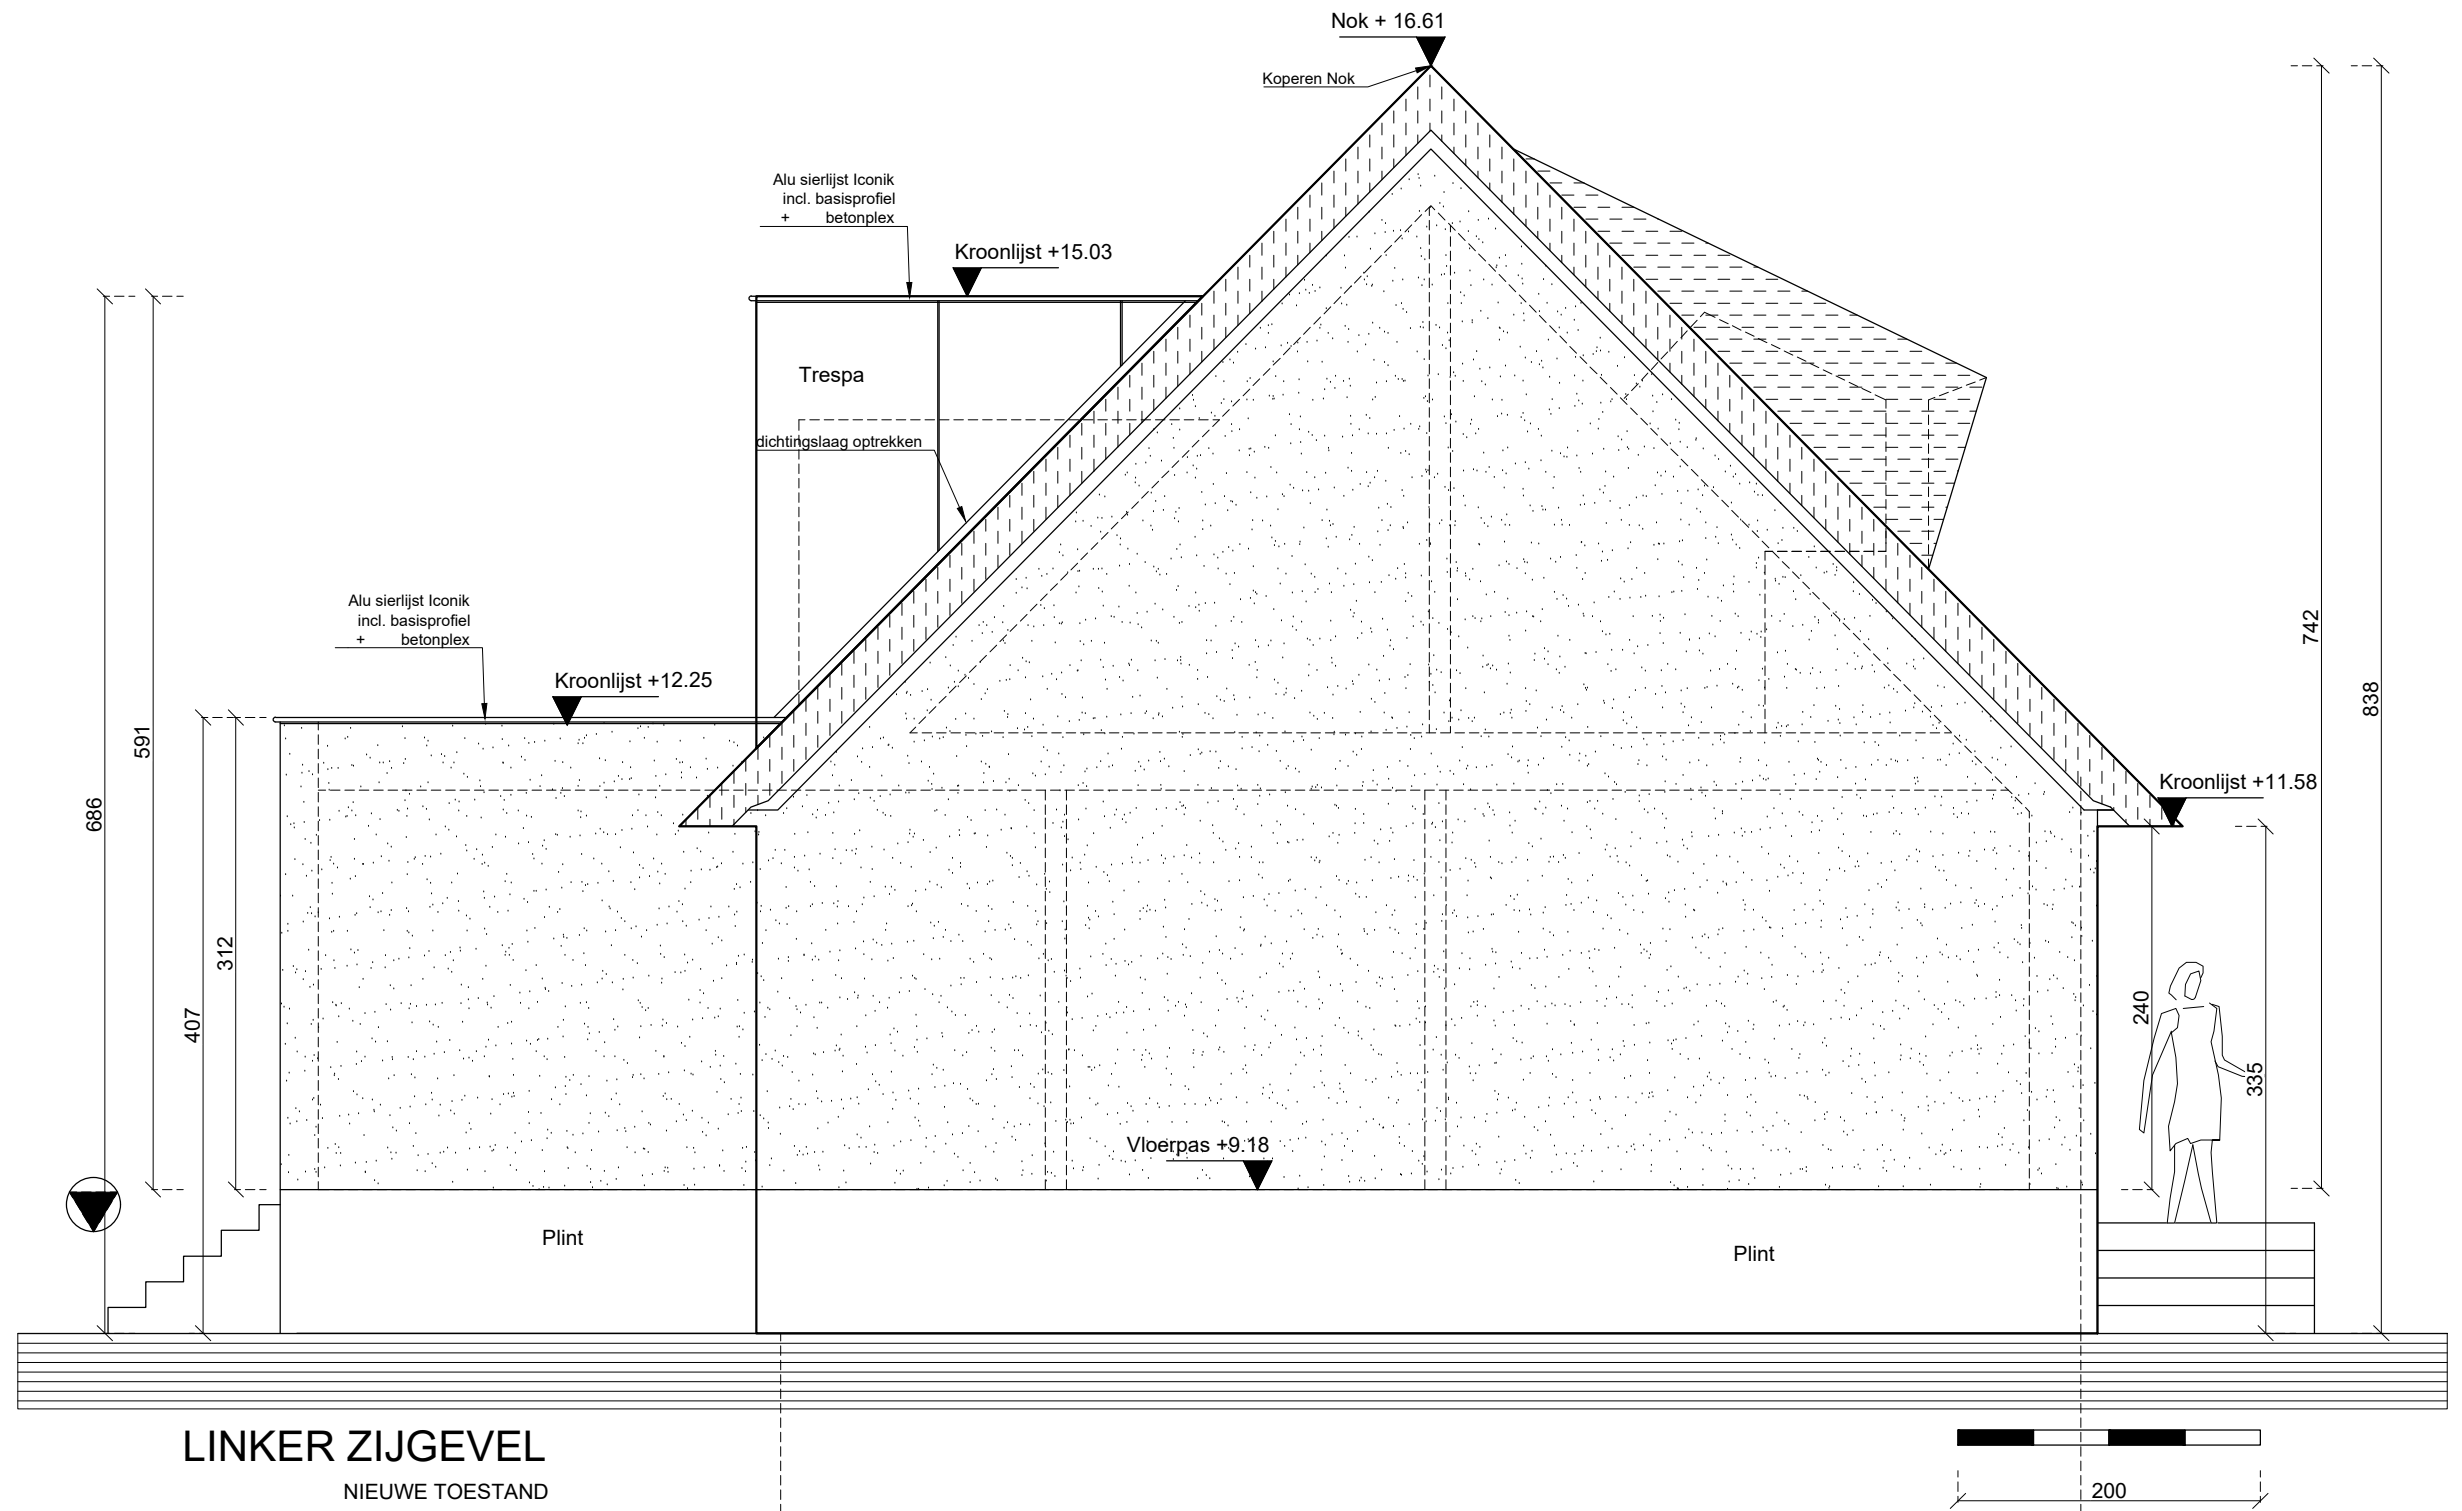 Nok + 16.61
Koperen Nok
Alu sierlijst Iconik
incl. basisprofiel
+ betonplex
Kroonlijst +15.03
Trespa
dichtingslaag optrekken
Alu sierlijst Iconik
incl. basisprofiel
+ betonplex
Kroonlijst +12.25
Kroonlijst +11.58
742
838
591
686
312
407
240
335
Vloerpas +9.18
Plint
Plint
LINKER ZIJGEVEL
NIEUWE TOESTAND
200